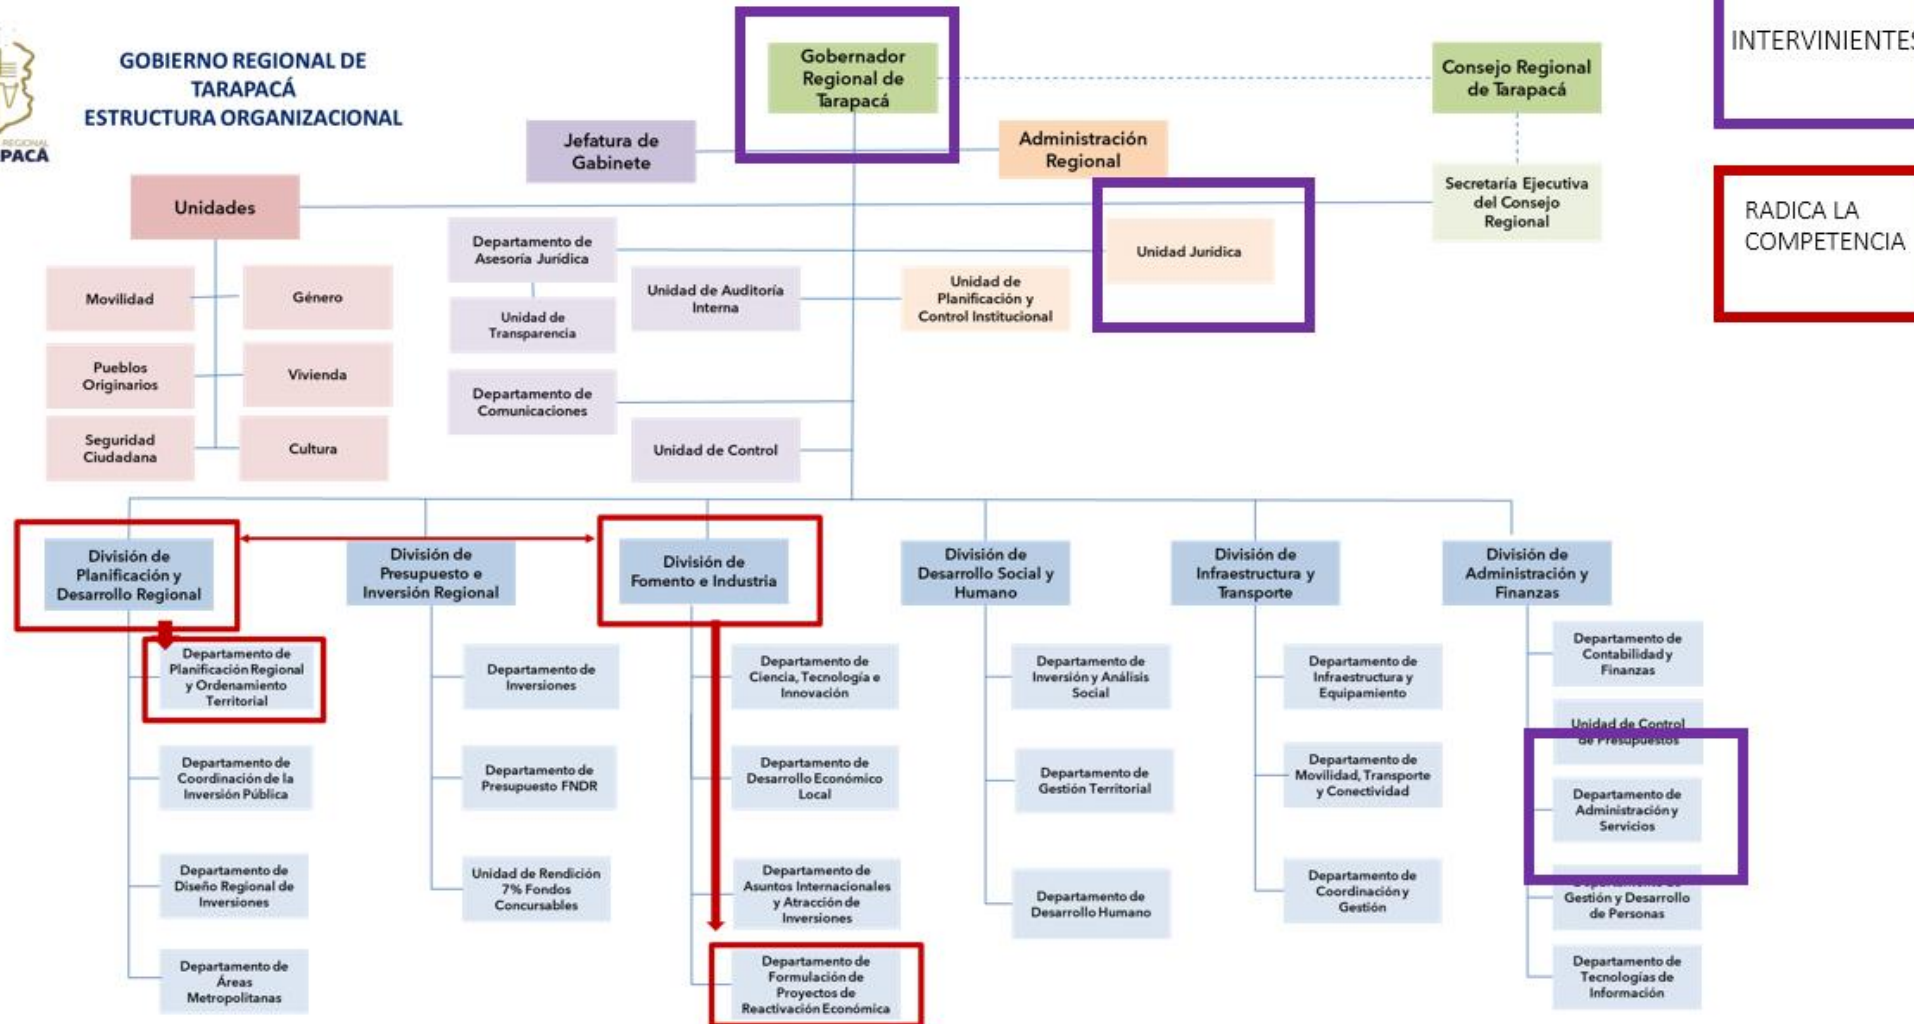 GOBIERNO REGIONAL DE
TARAPACÁ
ESTRUCTURA ORGANIZACIONAL
REGIONAL
PACÁ
Gobernador
Regional de
Tarapacá
Consejo Regional
de Tarapacá
INTERVINIENTES
Jefatura de
Gabinete
Administración
Regional
Unidades
Secretaría Ejecutiva
del Consejo
Regional
RADICA LA
COMPETENCIA
Departamento de
Asesoría Jurídica
Unidad Jurídica
Movilidad
Género
Unidad de Auditoría
Interna
Unidad de
Planificación y
Control Institucional
Unidad de
Transparencia
Pueblos
Originarios
Vivienda
Departamento de
Comunicaciones
Seguridad
Ciudadana
Cultura
Unidad de Control
División de
Planificación y
Desarrollo Regional
División de
Presupuesto e
Inversión Regional
División de
Fomento e Industria
División de
Desarrollo Social y
Humano
División de
Infraestructura y
Transporte
División de
Administración y
Finanzas
Departamento de
Planificación Regional
y Ordenamiento
Territorial
Departamento de
Inversiones
Departamento de
Ciencia, Tecnología e
Innovación
Departamento de
Inversión y Análisis
Social
Departamento de
Infraestructura y
Equipamiento
Departamento de
Contabilidad y
Finanzas
Unidad de Control
de Presupuestos
Departamento de
Coordinación de la
Inversión Pública
Departamento de
Presupuesto FNDR
Departamento de
Desarrollo Económico
Local
Departamento de
Gestión Territorial
Departamento de
Movilidad, Transporte
y Conectividad
Departamento de
Administración y
Servicios
Departamento de
Diseño Regional de
Inversiones
Unidad de Rendición
7% Fondos
Concursables
Departamento de
Asuntos Internacionales
y Atracción de
Inversiones
Departamento de
Desarrollo Humano
Departamento de
Coordinación y
Gestión
Departamento de
Gestión y Desarrollo
de Personas
Departamento de
Áreas
Metropolitanas
Departamento de
Formulación de
Proyectos de
Reactivación Económica
Departamento de
Tecnologías de
Información